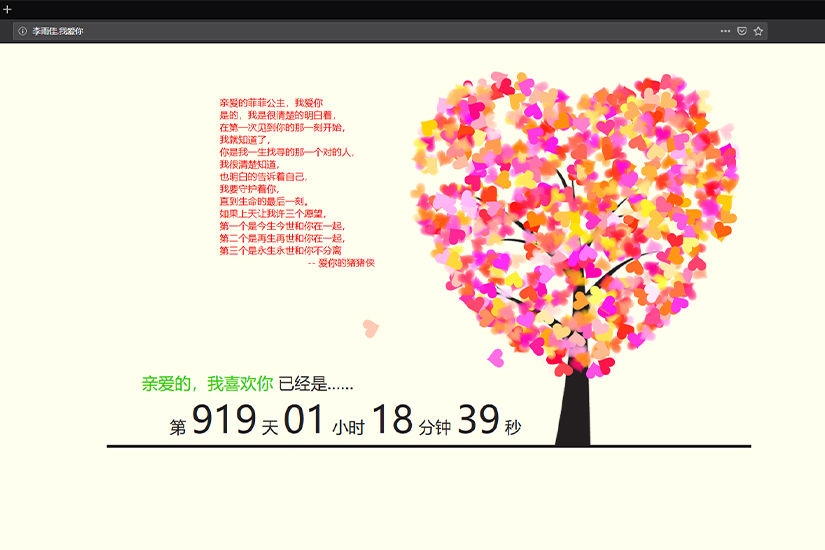 李雨佳,我爱你
亲爱的菲菲公主，我爱你
是的，我是很清楚的明白着，
在第一次见到你的那一刻开始，
我就知道了，
你是我一生找寻的那一个对的人，
我很清楚知道，
也明白的告诉着自己，
我要守护着你，
直到生命的最后一刻。
如果上天让我许三个愿望，
第一个是今生今世和你在一起，
第二个是再生再世和你在一起，
第三个是永生永世和你不分离
-- 爱你的猪猪侠
亲爱的，我喜欢你 已经是……
第 919 天 01 小时 18 分钟 39 秒